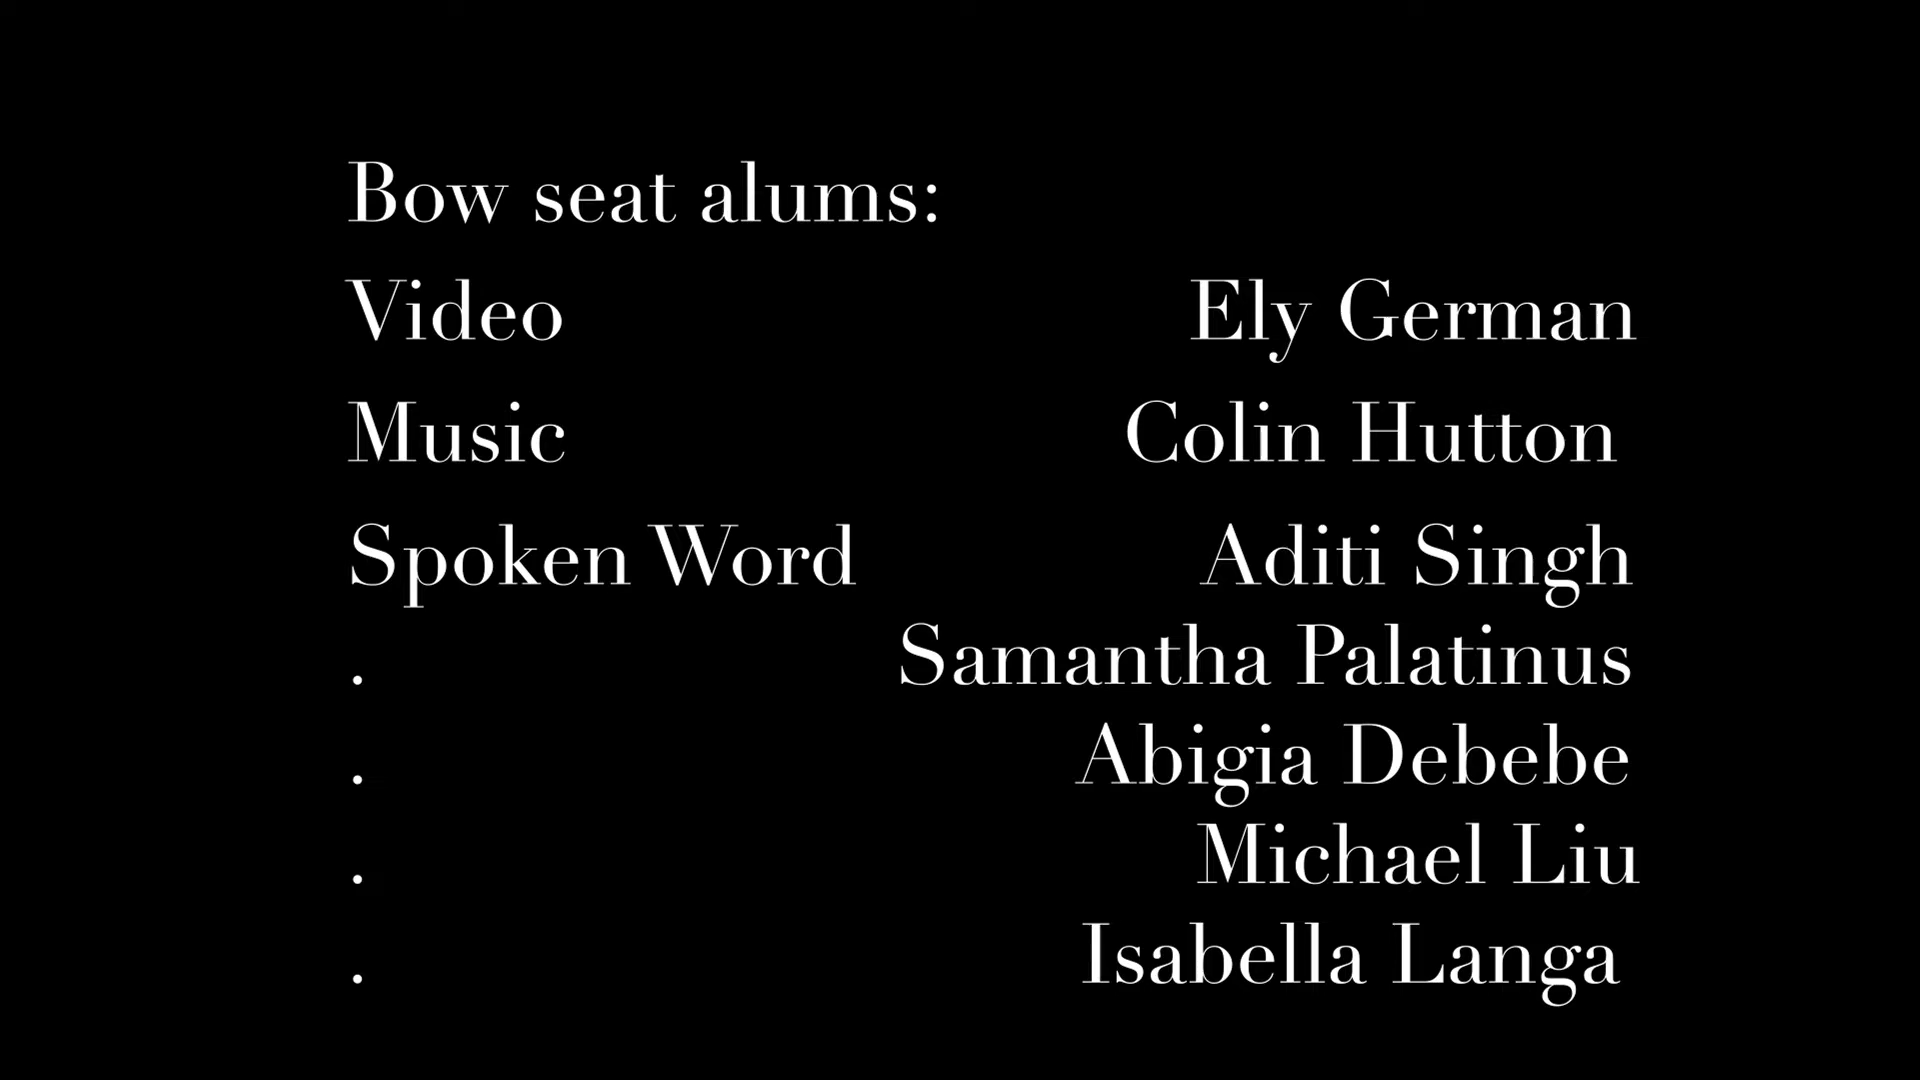 Bow seat alums:
Video Ely German
Music Colin Hutton
Spoken Word Aditi Singh
. Samantha Palatinus
. Abigia Debebe
. Michael Liu
. Isabella Langa